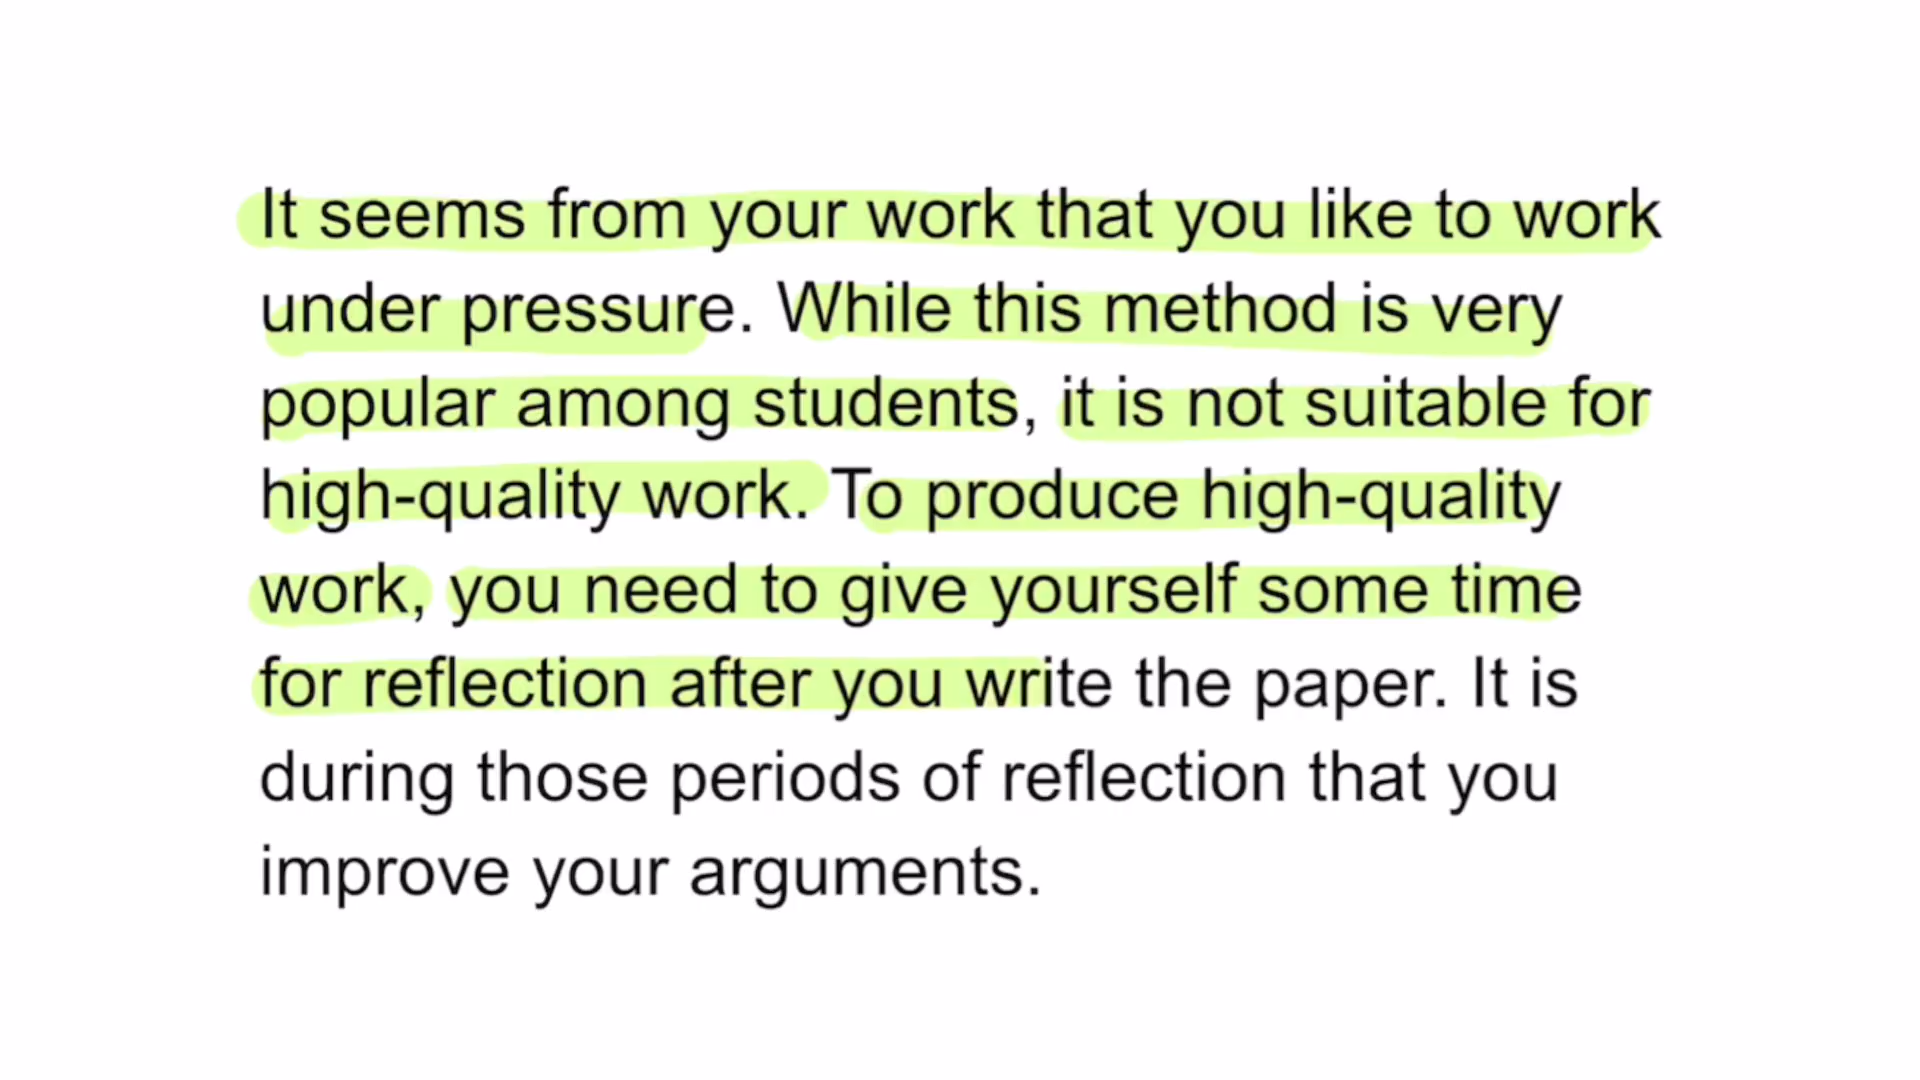 It seems from your work that you like to work
under pressure. While this method is very
popular among students, it is not suitable for
high-quality work. To produce high-quality
work, you need to give yourself some time
for reflection after you write the paper. It is
during those periods of reflection that you
improve your arguments.